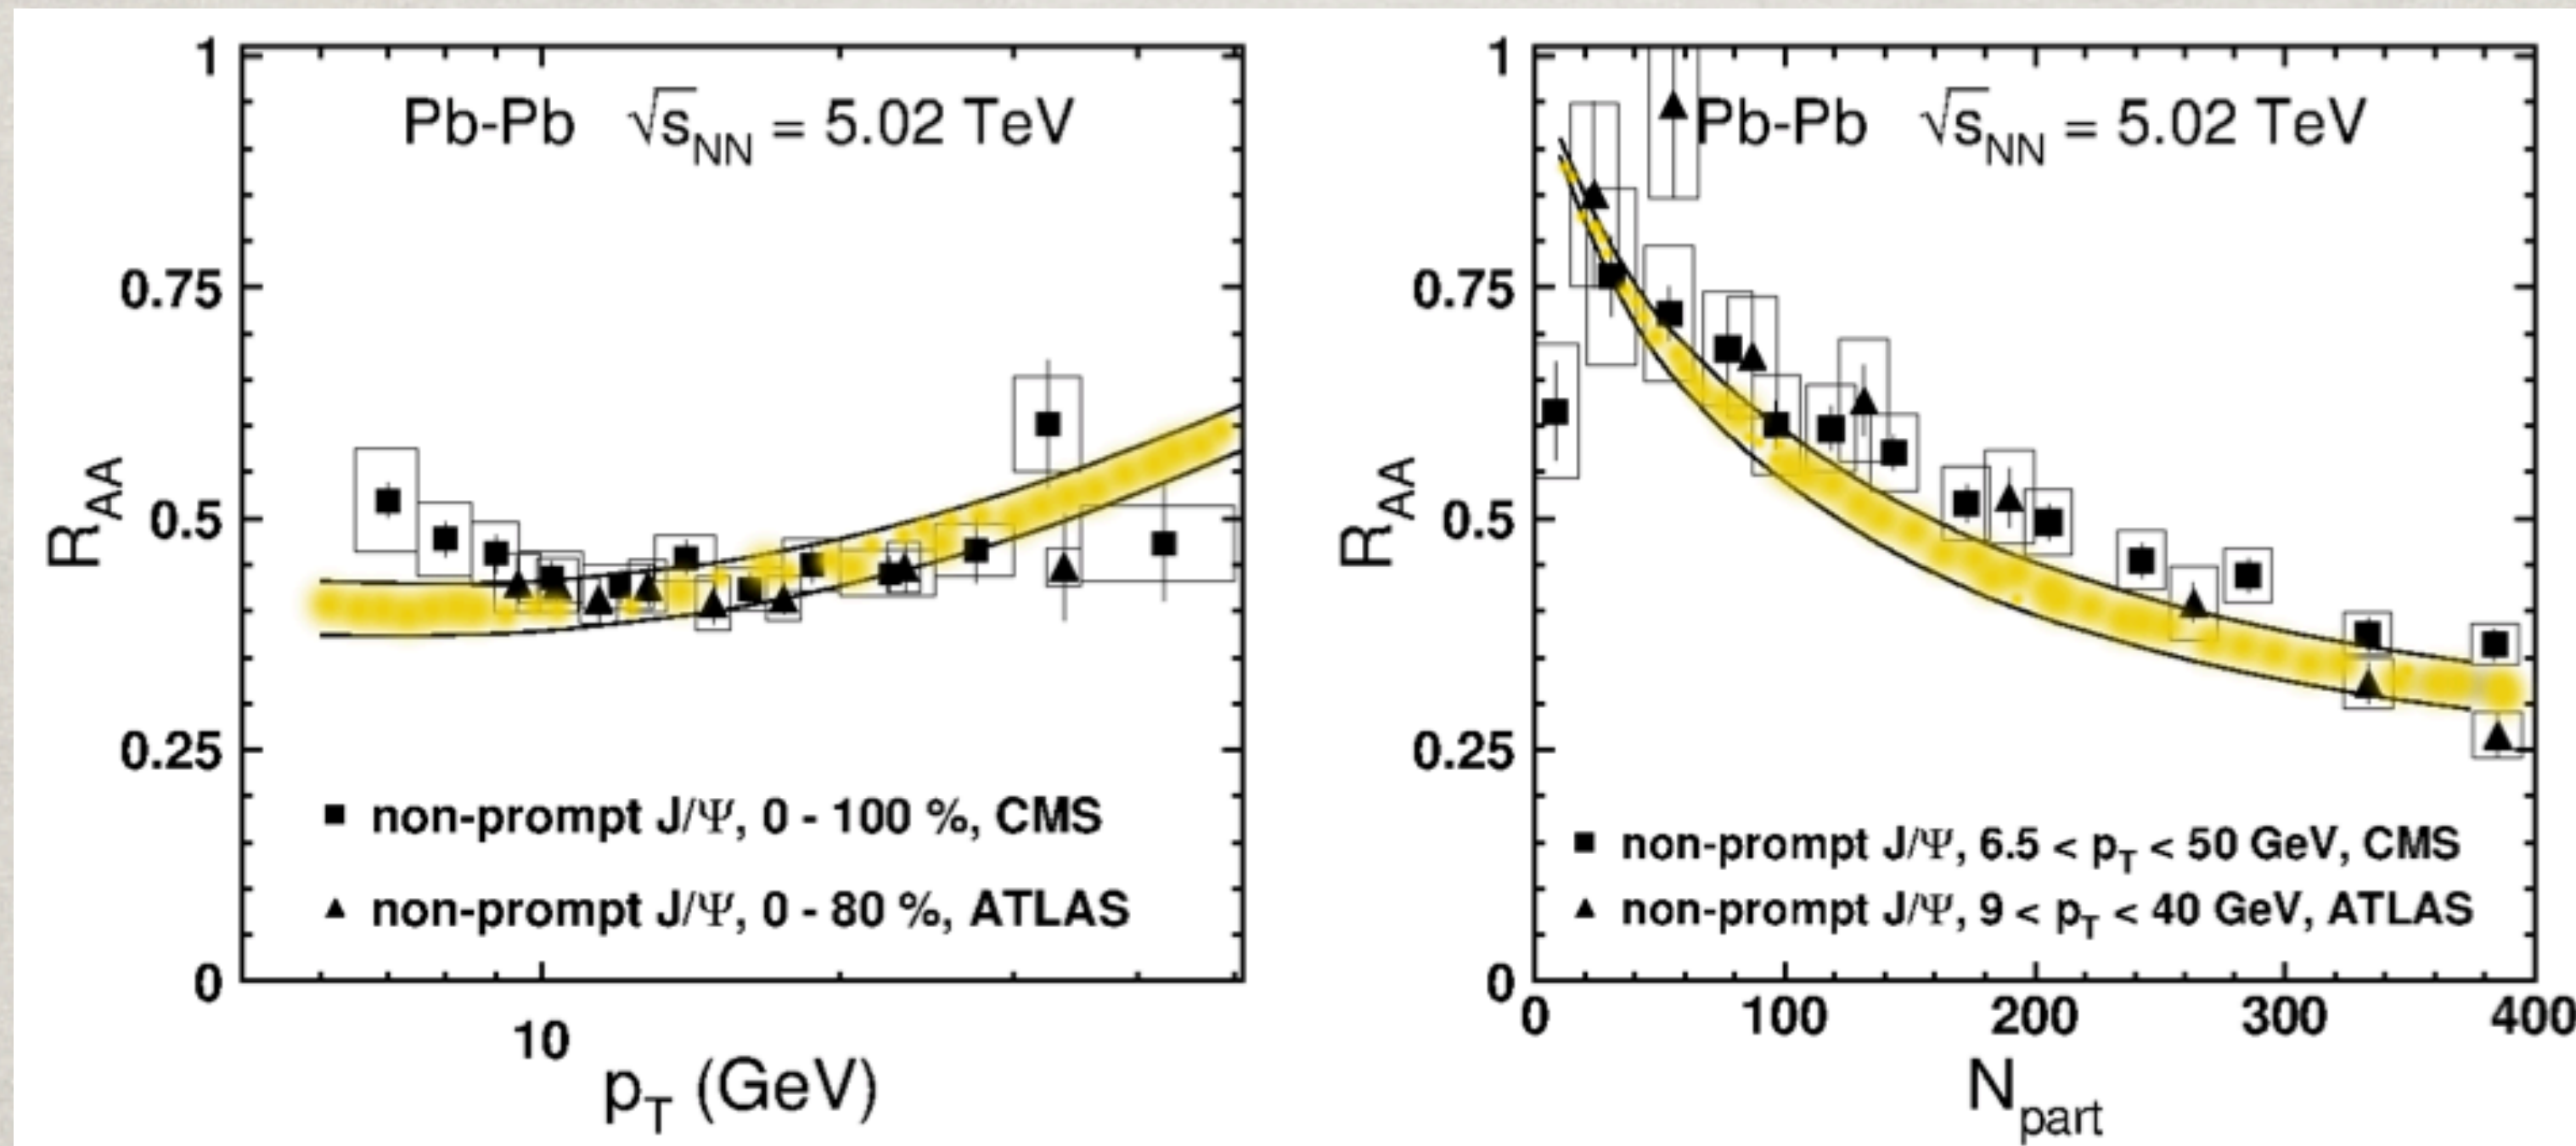 1
0.75
0.5
0.25
0
R_AA
Pb-Pb √s_NN = 5.02 TeV
■ non-prompt J/Ψ, 0 - 100 %, CMS
▲ non-prompt J/Ψ, 0 - 80 %, ATLAS
10
p_T (GeV)
1
0.75
0.5
0.25
0
R_AA
Pb-Pb √s_NN = 5.02 TeV
■ non-prompt J/Ψ, 6.5 < p_T < 50 GeV, CMS
▲ non-prompt J/Ψ, 9 < p_T < 40 GeV, ATLAS
0 100 200 300 400
N_part